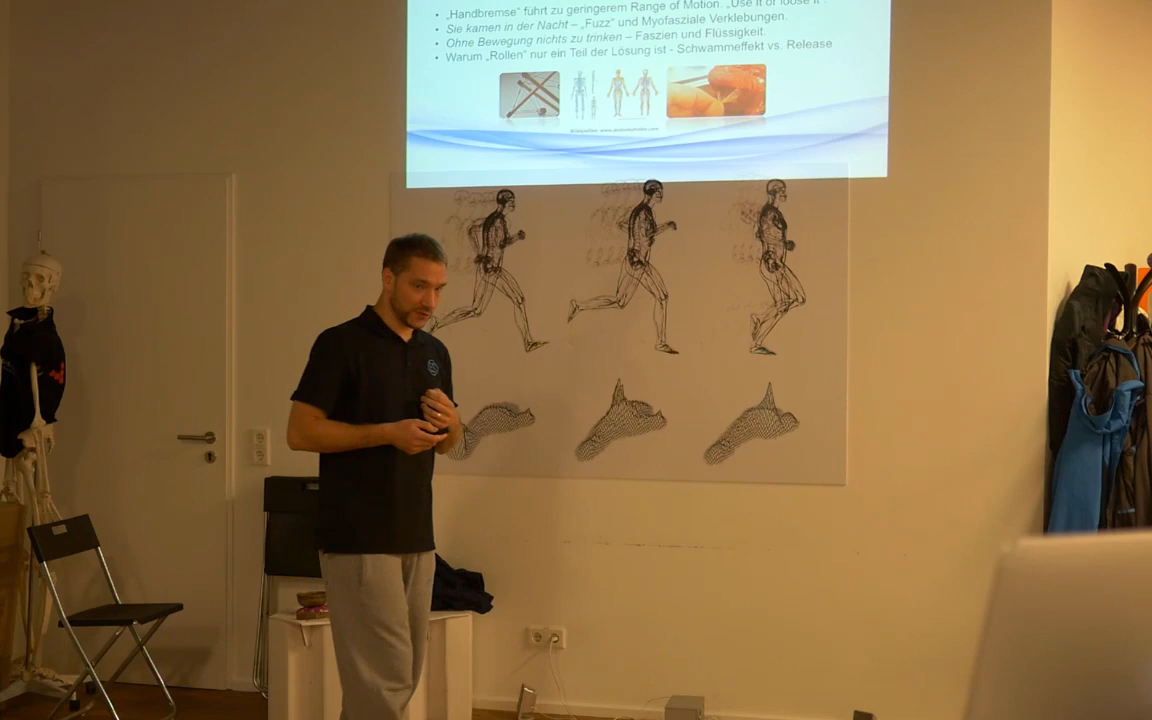 • „Handbremse“ führt zu geringerem Range of Motion. „Use it or loose it“.
• Sie kamen in der Nacht – „Fuzz“ und Myofasziale Verklebungen.
• Ohne Bewegung nichts zu trinken – Faszien und Flüssigkeit.
• Warum „Rollen“ nur ein Teil der Lösung ist - Schwammeffekt vs. Release